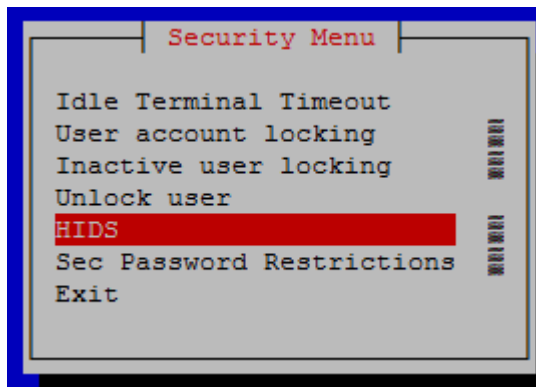 Security Menu
Idle Terminal Timeout
User account locking
Inactive user locking
Unlock user
HIDS
Sec Password Restrictions
Exit